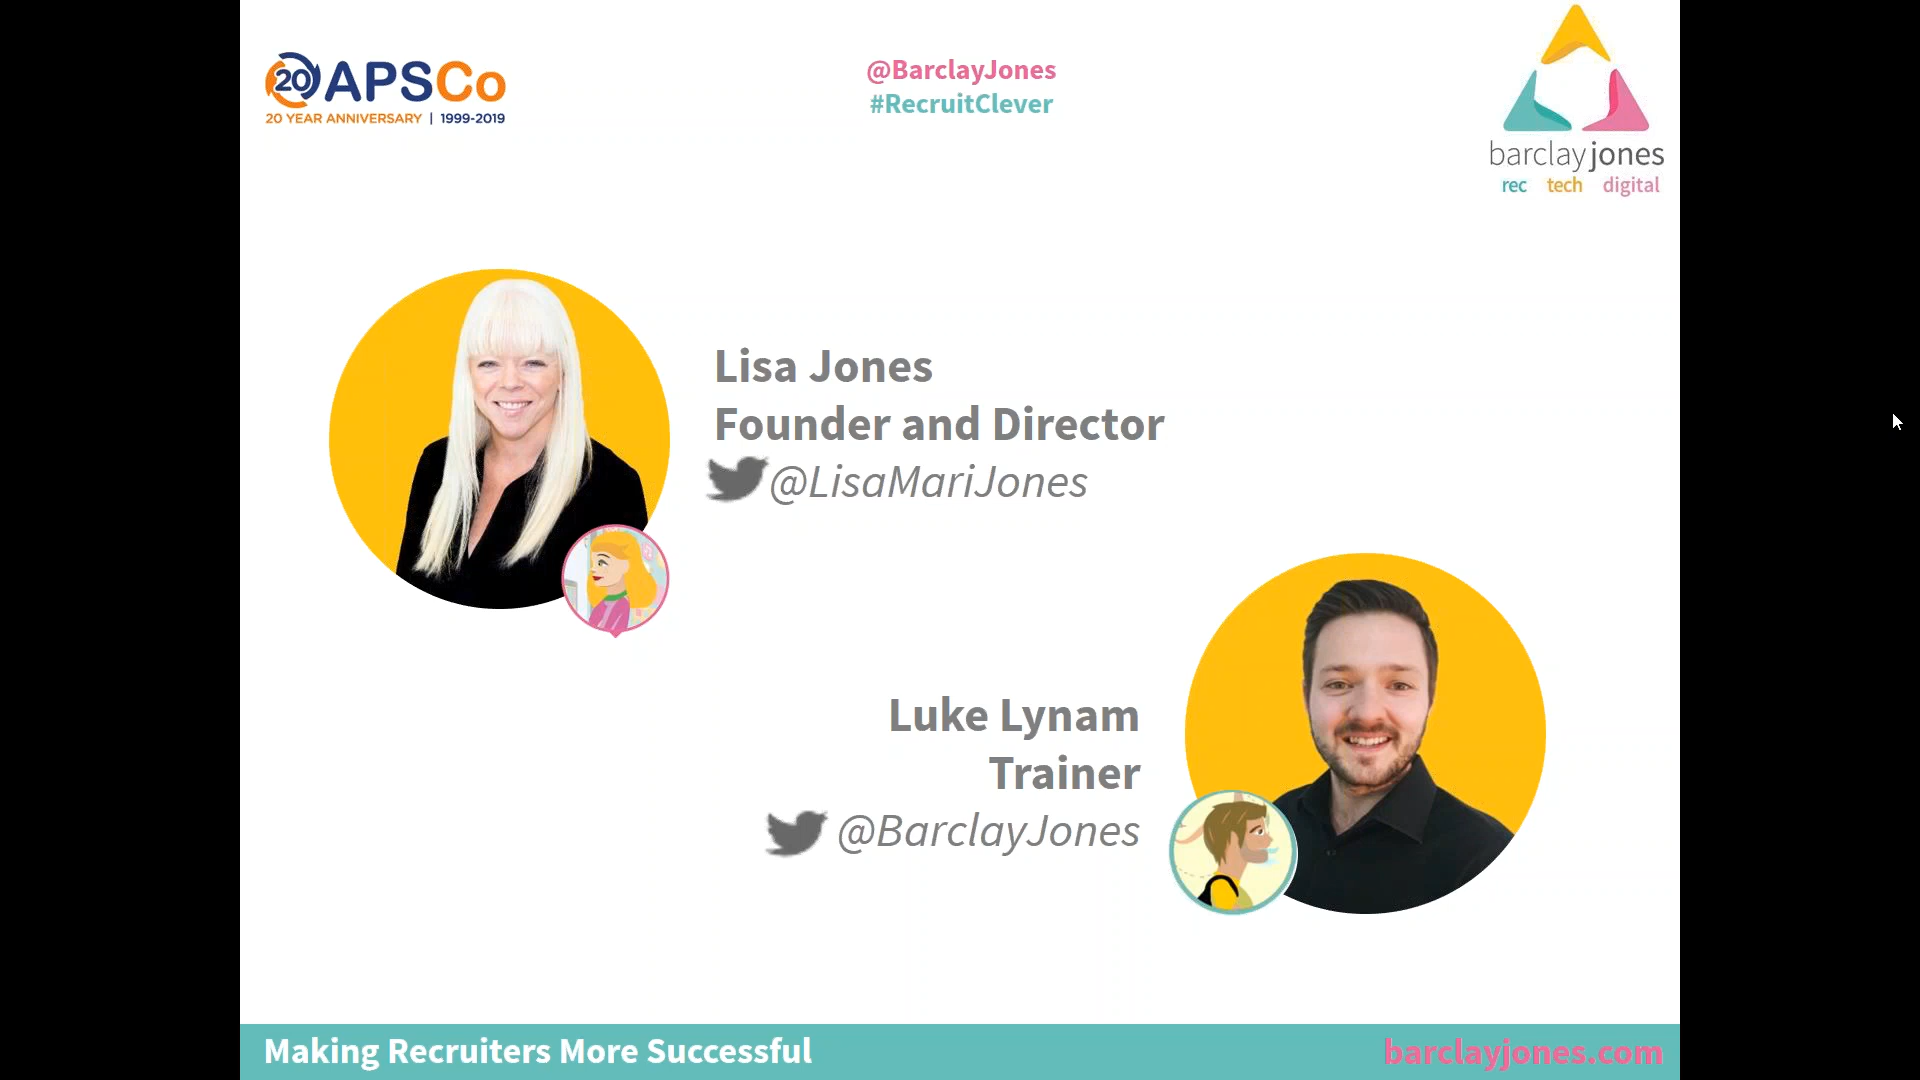 20 APSCo
20 YEAR ANNIVERSARY | 1999-2019
@BarclayJones
#RecruitClever
barclayjones
rec tech digital
Lisa Jones
Founder and Director
@LisaMariJones
Luke Lynam
Trainer
@BarclayJones
Making Recruiters More Successful
barclayjones.com